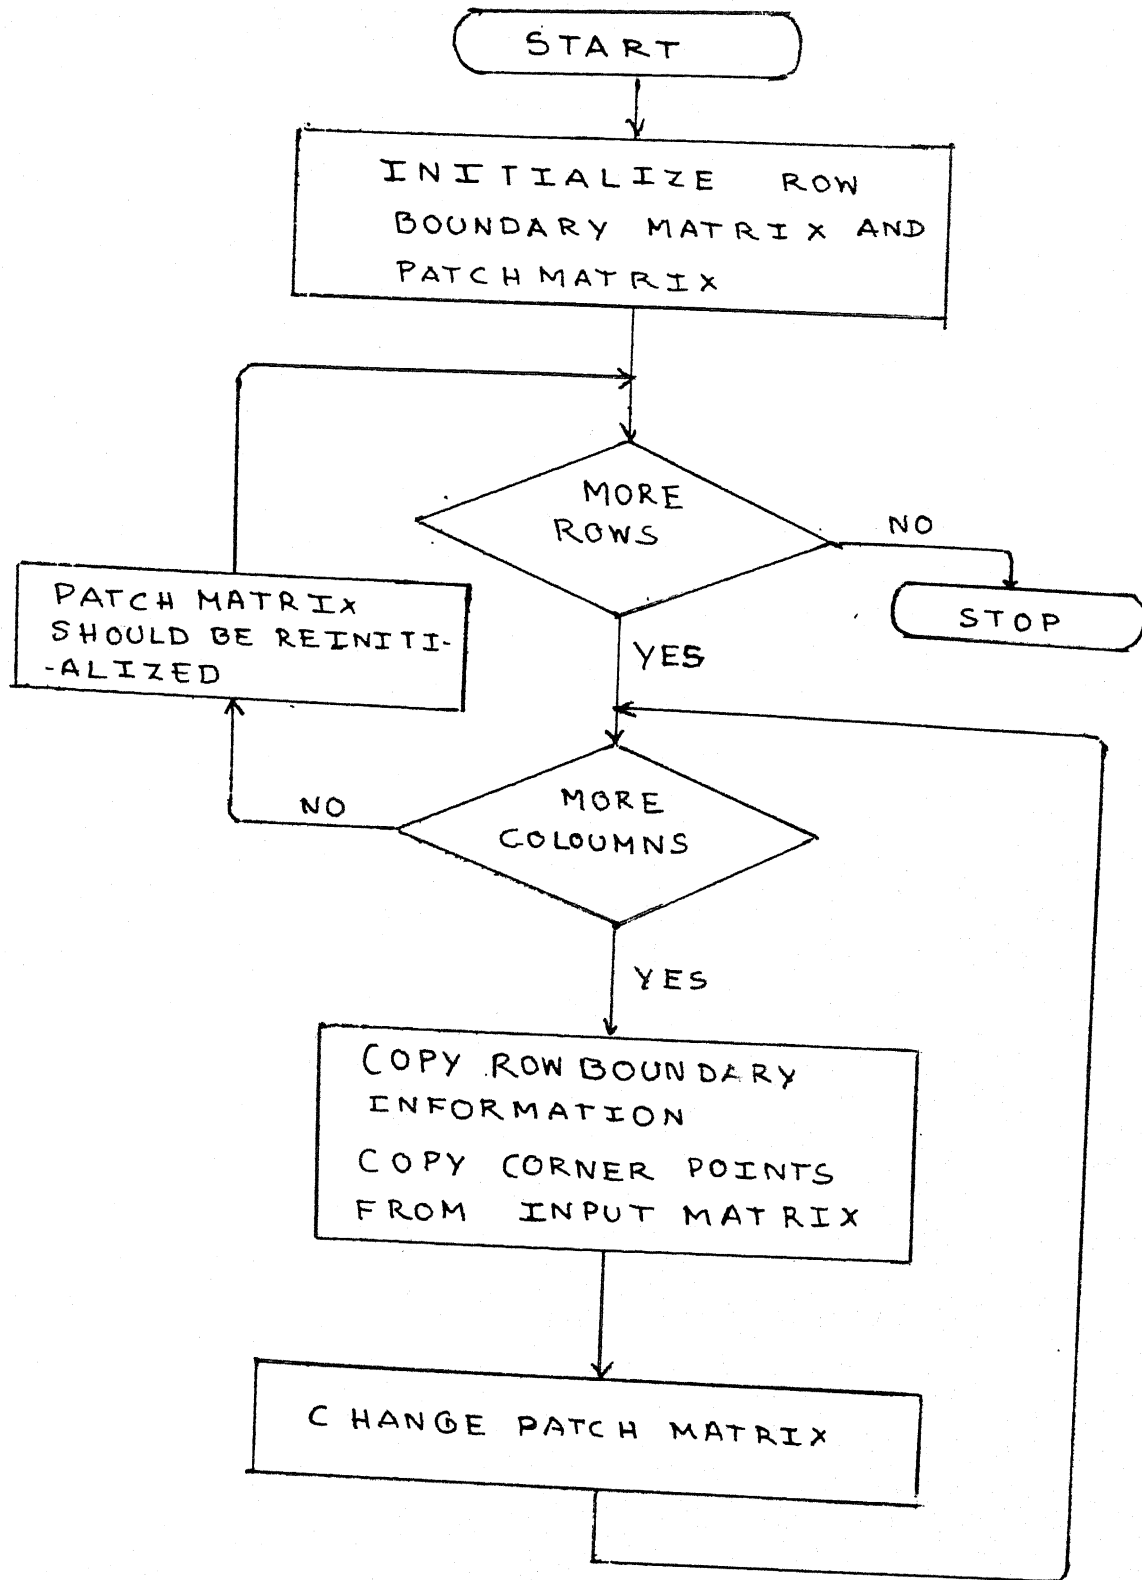 START
INITIALIZE ROW
BOUNDARY MATRIX AND
PATCH MATRIX
MORE
ROWS
NO
STOP
PATCH MATRIX
SHOULD BE REINITI-
-ALIZED
YES
MORE
COLOUMNS
NO
YES
COPY ROW BOUNDARY
INFORMATION
COPY CORNER POINTS
FROM INPUT MATRIX
CHANGE PATCH MATRIX